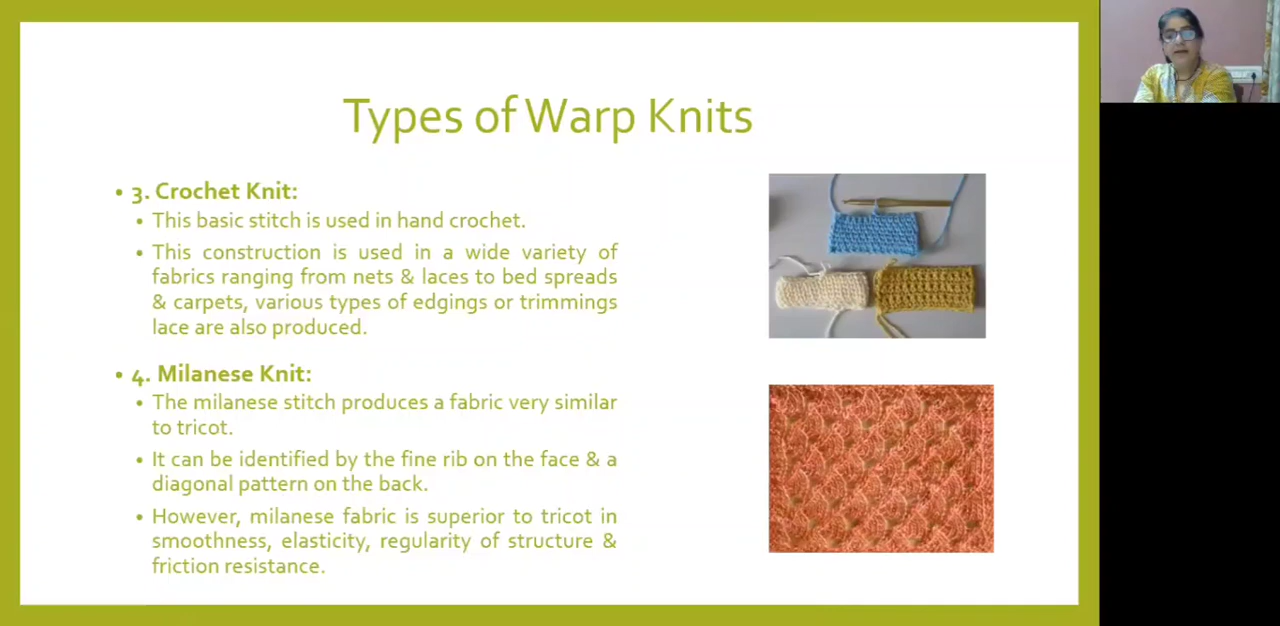 Types of Warp Knits
• 3. Crochet Knit:
• This basic stitch is used in hand crochet.
• This construction is used in a wide variety of
fabrics ranging from nets & laces to bed spreads
& carpets, various types of edgings or trimmings
lace are also produced.
• 4. Milanese Knit:
• The milanese stitch produces a fabric very similar
to tricot.
• It can be identified by the fine rib on the face & a
diagonal pattern on the back.
• However, milanese fabric is superior to tricot in
smoothness, elasticity, regularity of structure &
friction resistance.